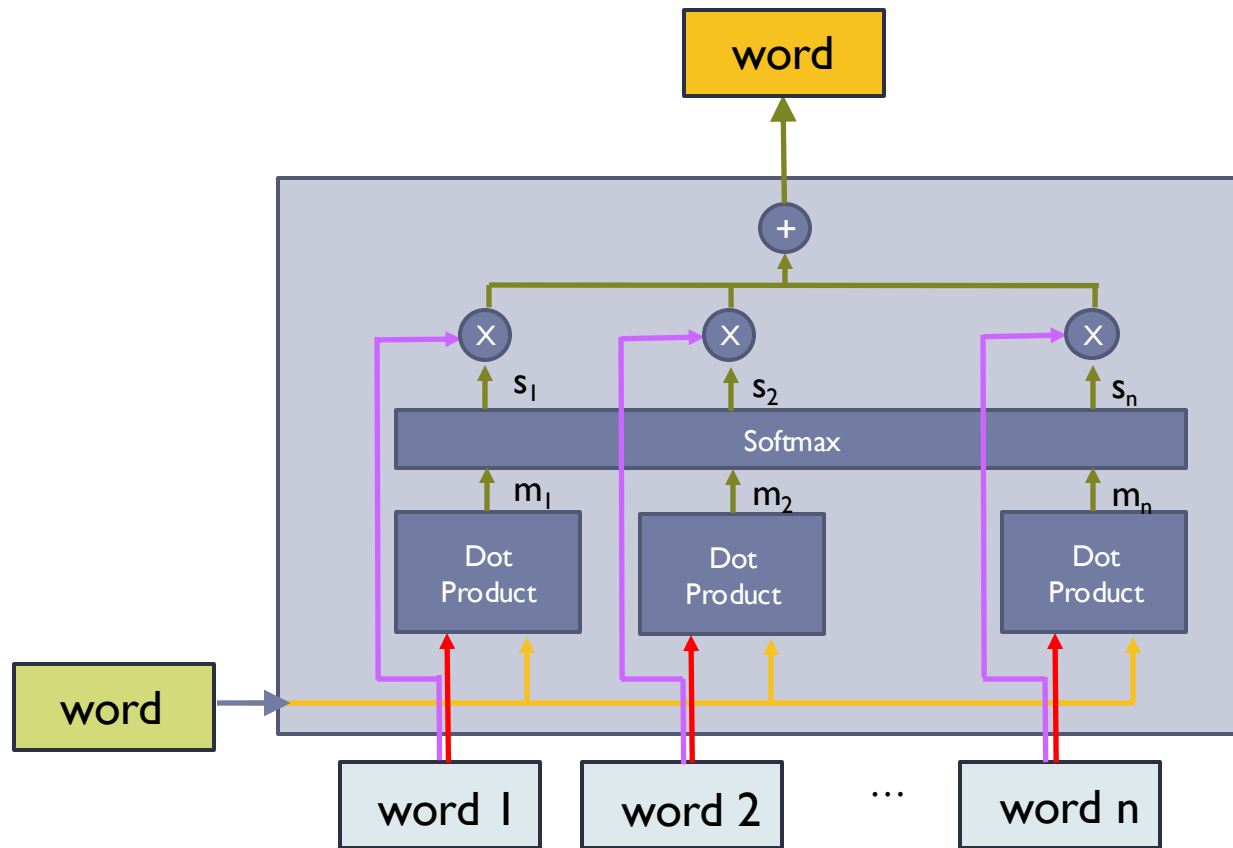 word
+
X X X
s1 s2 sn
Softmax
m1 m2 mn
Dot Dot Dot
Product Product Product
word
word 1 word 2 ... word n